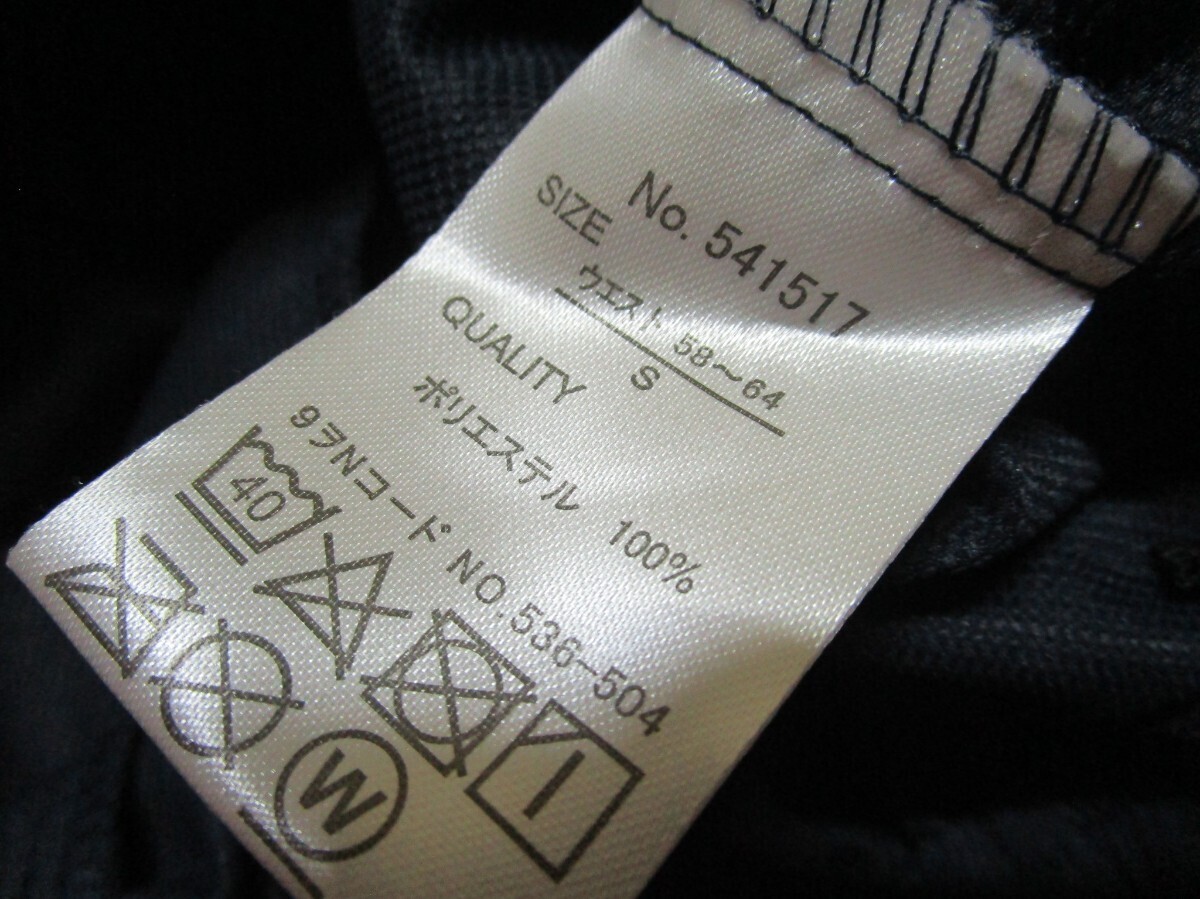 No. 541517
SIZE
ウエスト 58～64
S
QUALITY
ポリエステル 100%
9ヲNコード NO.536-504
40
W